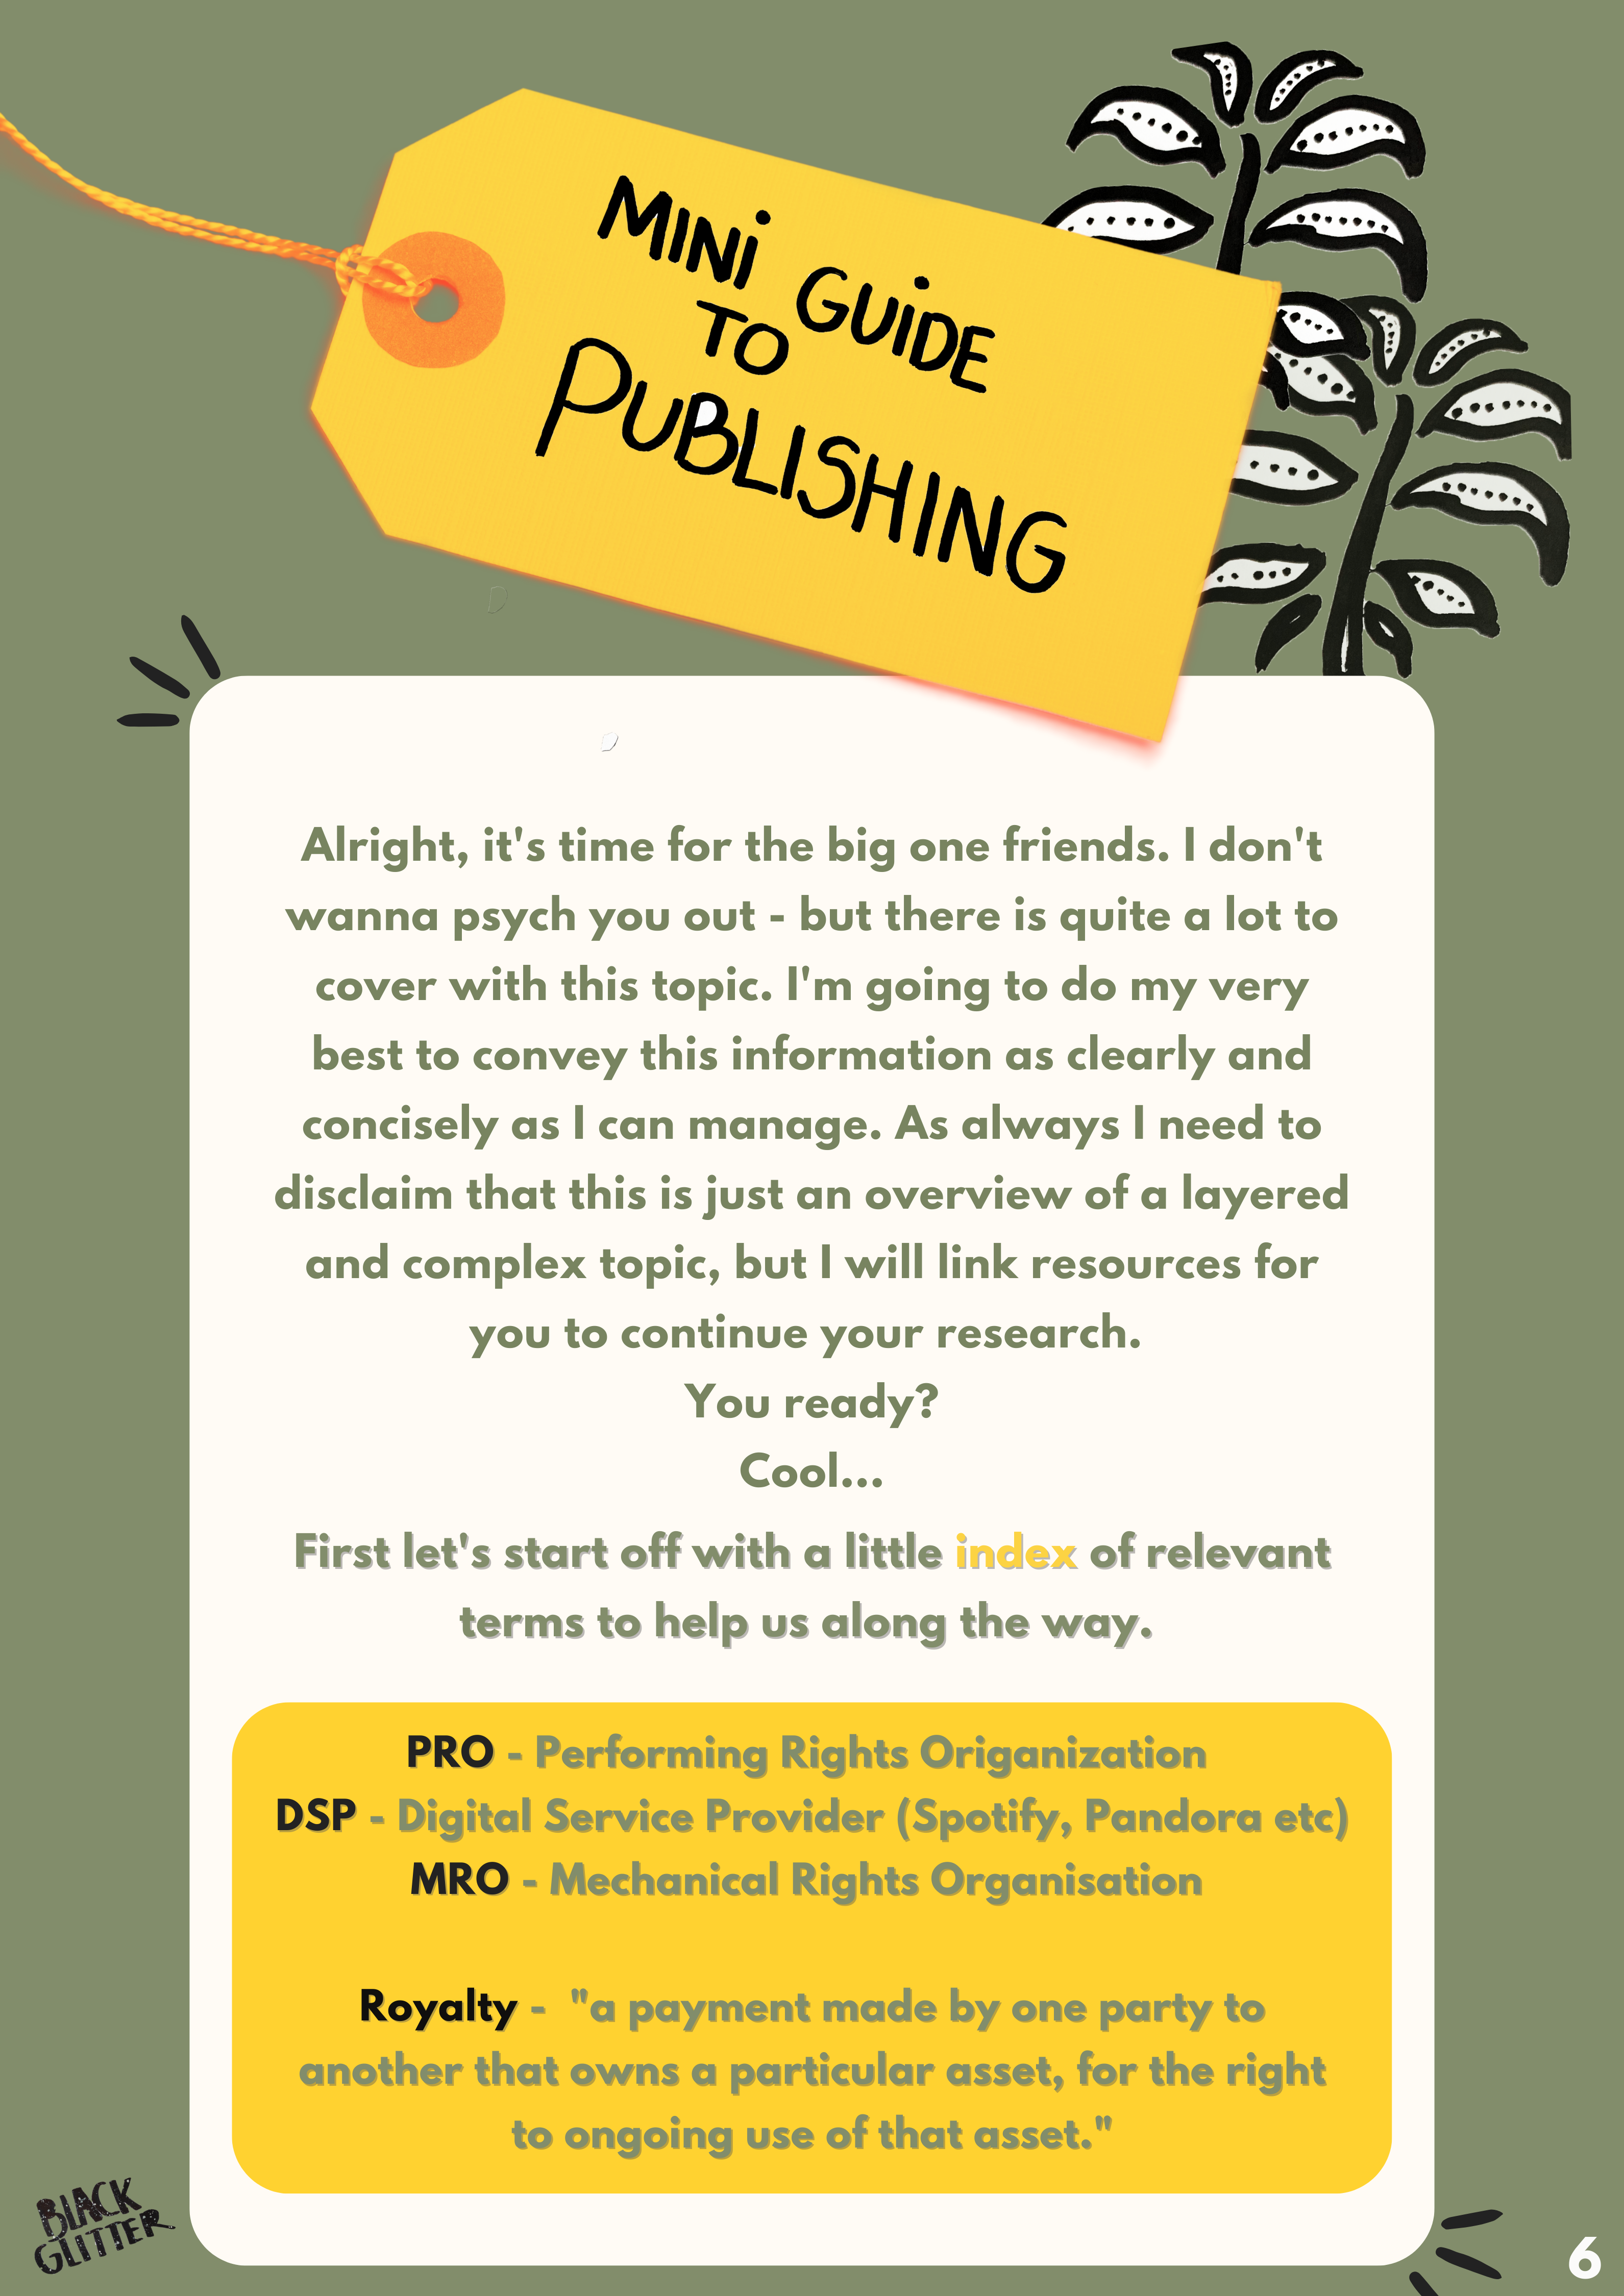 MINI GUIDE
TO
PUBLISHING
Alright, it's time for the big one friends. I don't
wanna psych you out - but there is quite a lot to
cover with this topic. I'm going to do my very
best to convey this information as clearly and
concisely as I can manage. As always I need to
disclaim that this is just an overview of a layered
and complex topic, but I will link resources for
you to continue your research.
You ready?
Cool...
First let's start off with a little index of relevant
terms to help us along the way.
PRO - Performing Rights Origanization
DSP - Digital Service Provider (Spotify, Pandora etc)
MRO - Mechanical Rights Organisation
Royalty - "a payment made by one party to
another that owns a particular asset, for the right
to ongoing use of that asset."
BLACK
GLITTER
6